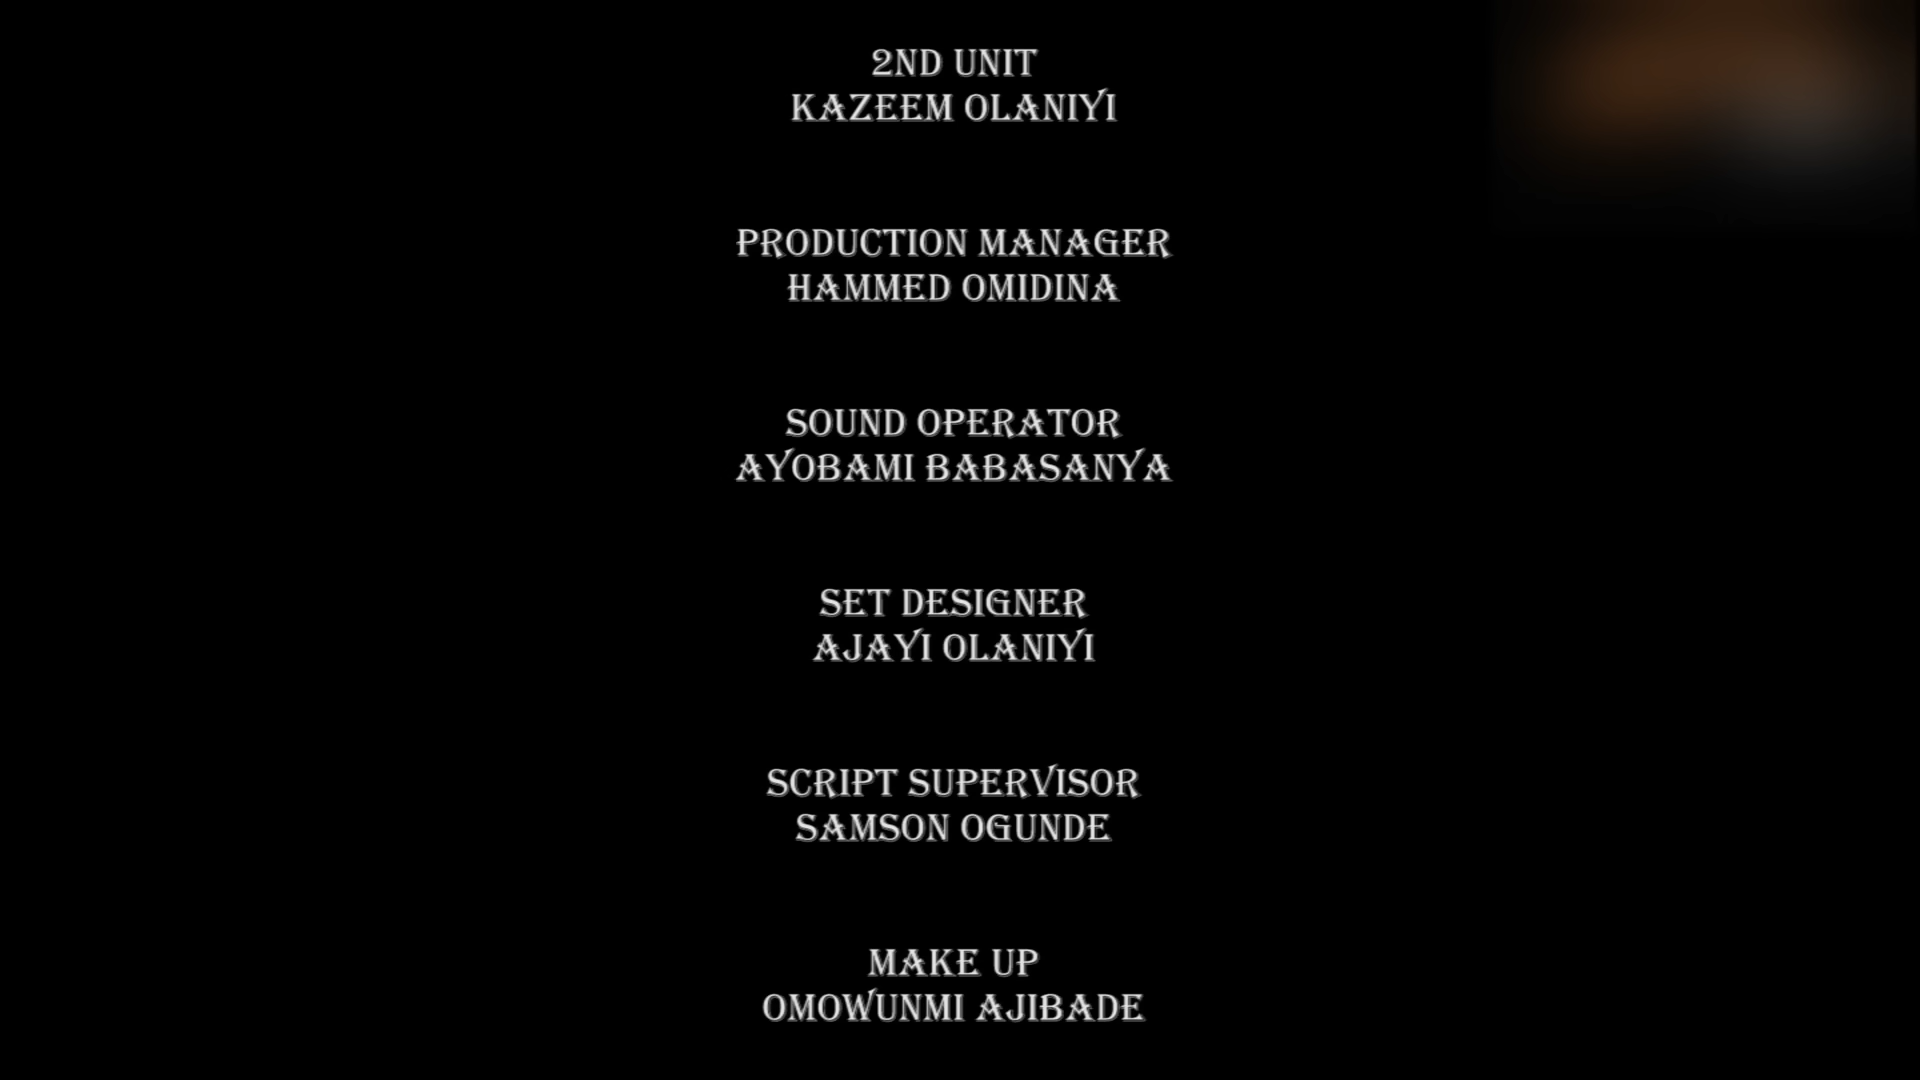 2ND UNIT
KAZEEM OLANIYI
PRODUCTION MANAGER
HAMMED OMIDINA
SOUND OPERATOR
AYOBAMI BABASANYA
SET DESIGNER
AJAYI OLANIYI
SCRIPT SUPERVISOR
SAMSON OGUNDE
MAKE UP
OMOWUNMI AJIBADE